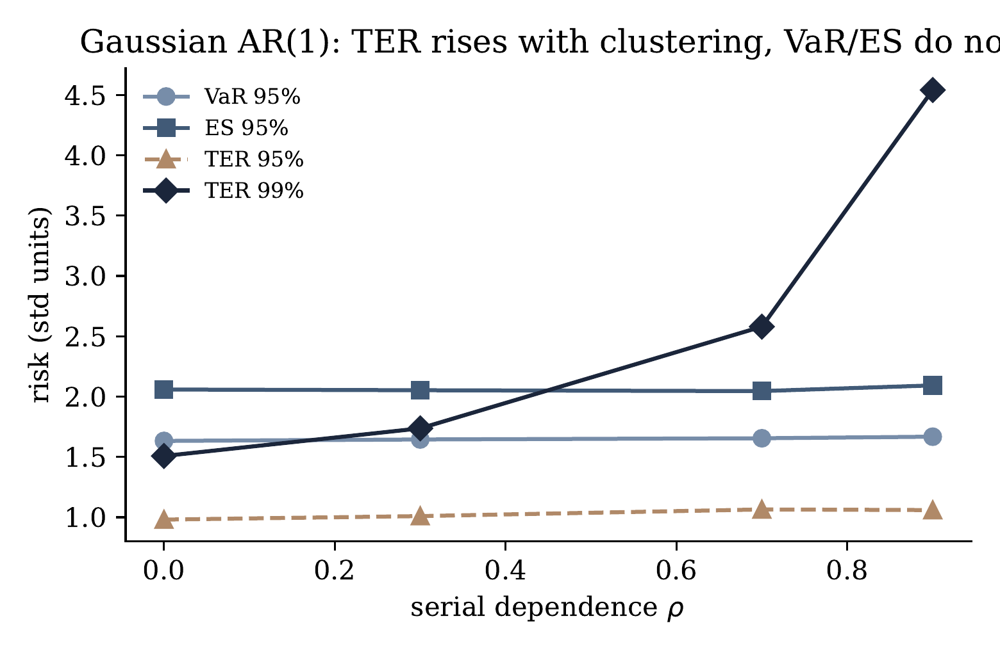 Gaussian AR(1): TER rises with clustering, VaR/ES do no
VaR 95%
ES 95%
TER 95%
TER 99%
4.5
4.0
3.5
3.0
2.5
2.0
1.5
1.0
risk (std units)
0.0 0.2 0.4 0.6 0.8
serial dependence ρ